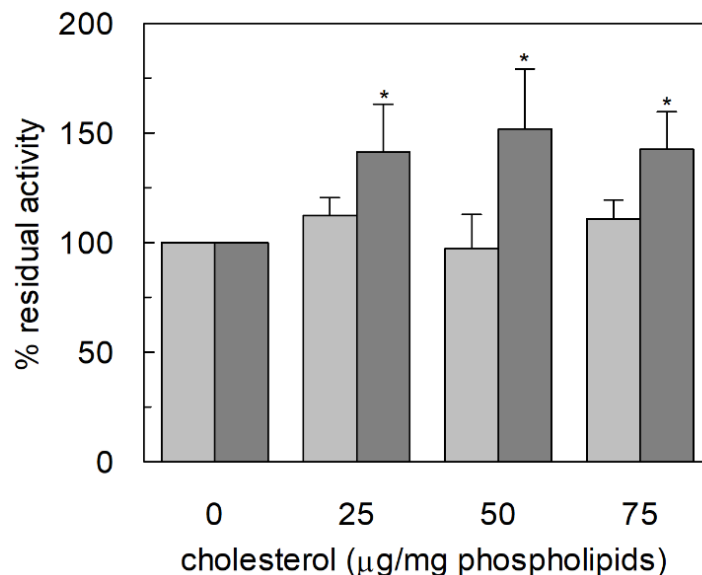 200
150
100
50
0
% residual activity
* * *
0 25 50 75
cholesterol (μg/mg phospholipids)